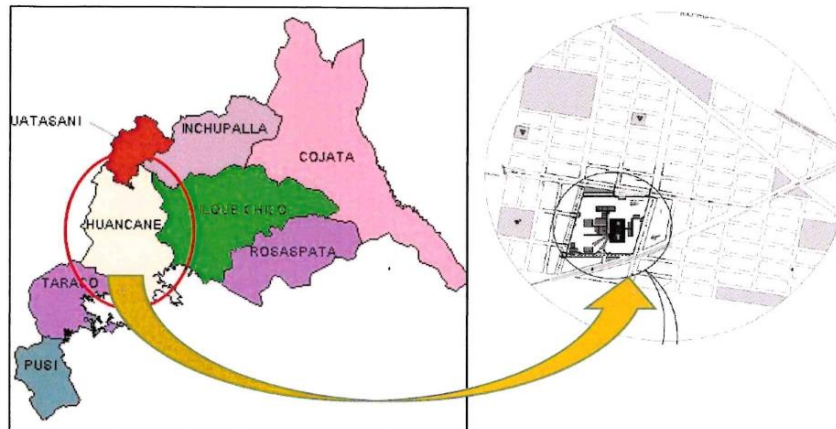 UATASANI
INCHUPALLA
COJATA
HUANCANE
ROSASPATA
TARACO
PUSI